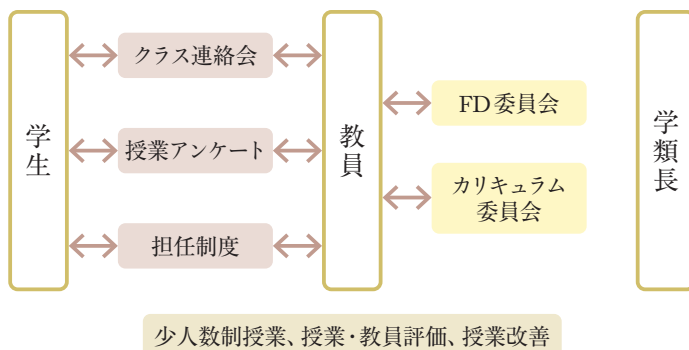 学生
クラス連絡会
授業アンケート
担任制度
教員
FD委員会
カリキュラム
委員会
学類長
少人数制授業、授業・教員評価、授業改善